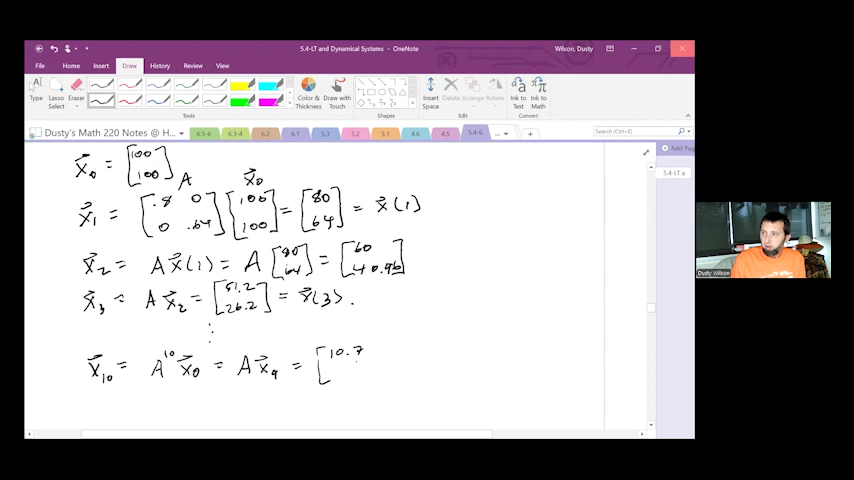 5.4-LT and Dynamical Systems - OneNote
Wilson, Dusty
File Home Insert Draw History Review View
Type
Lasso Select
Eraser
Tools
Color & Thickness
Draw with Touch
Shapes
Insert Space
Delete Arrange Rotate
Edit
Ink to Text
Ink to Math
Convert
Dusty's Math 220 Notes @ H...
6.5-6 6.3-4 6.2 6.1 5.3 5.2 5.1 4.6 4.5 5.4-6 ... +
Search (Ctrl+E)
Add Pag
5.4-LT a
x⃗₀ = [100; 100]
A x⃗₀
x⃗₁ = [.8 0; 0 .64] [100; 100] = [80; 64] = x⃗(1)
x⃗₂ = A x⃗(1) = A [80; 64] = [60; 40.96]
x⃗₃ = A x⃗₂ = [51.2; 26.2] = x⃗(3).
⋮
x⃗₁₀ = A¹⁰ x⃗₀ = A x⃗₉ = [10.7
Dusty Wilson